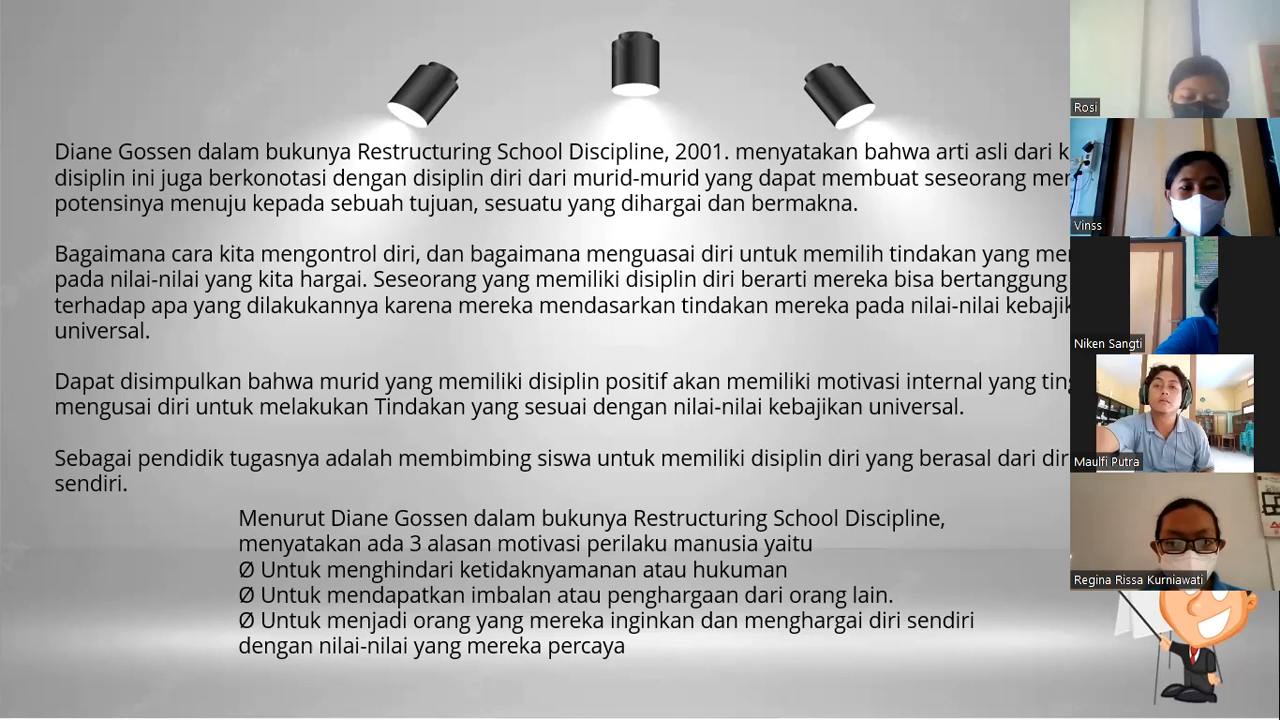 Diane Gossen dalam bukunya Restructuring School Discipline, 2001. menyatakan bahwa arti asli dari
disiplin ini juga berkonotasi dengan disiplin diri dari murid-murid yang dapat membuat seseorang
potensinya menuju kepada sebuah tujuan, sesuatu yang dihargai dan bermakna.
Bagaimana cara kita mengontrol diri, dan bagaimana menguasai diri untuk memilih tindakan yang
pada nilai-nilai yang kita hargai. Seseorang yang memiliki disiplin diri berarti mereka bisa bertanggung
terhadap apa yang dilakukannya karena mereka mendasarkan tindakan mereka pada nilai-nilai
universal.
Dapat disimpulkan bahwa murid yang memiliki disiplin positif akan memiliki motivasi internal yang
mengusai diri untuk melakukan Tindakan yang sesuai dengan nilai-nilai kebajikan universal.
Sebagai pendidik tugasnya adalah membimbing siswa untuk memiliki disiplin diri yang berasal dari
sendiri.
Menurut Diane Gossen dalam bukunya Restructuring School Discipline,
menyatakan ada 3 alasan motivasi perilaku manusia yaitu
Ø Untuk menghindari ketidaknyamanan atau hukuman
Ø Untuk mendapatkan imbalan atau penghargaan dari orang lain.
Ø Untuk menjadi orang yang mereka inginkan dan menghargai diri sendiri
dengan nilai-nilai yang mereka percaya
Rosi
Vinss
Niken Sangti
Maulfi Putra
Regina Rissa Kurniawati